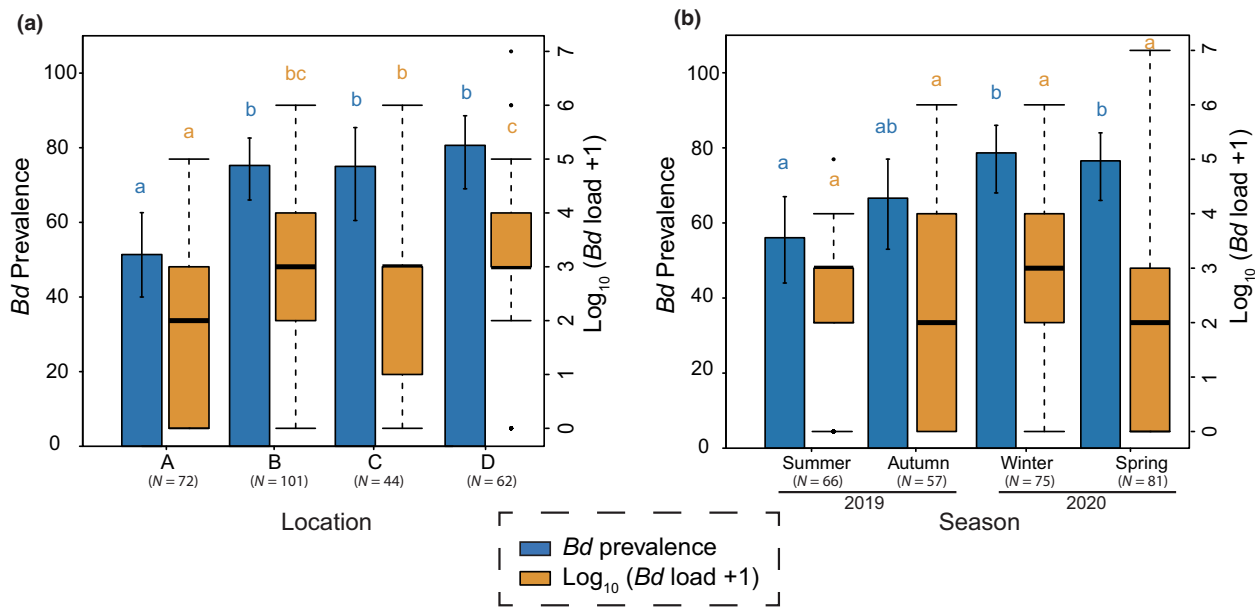 (a)
Bd Prevalence
100
80
60
40
20
0
a
b
b
b
a
bc
b
c
7
6
5
4
3
2
1
0
Log10 (Bd load +1)
A
B
C
D
(N = 72)
(N = 101)
(N = 44)
(N = 62)
Location
(b)
Bd Prevalence
100
80
60
40
20
0
a
ab
b
b
a
a
a
a
7
6
5
4
3
2
1
0
Log10 (Bd load +1)
Summer
Autumn
Winter
Spring
(N = 66)
(N = 57)
(N = 75)
(N = 81)
2019
2020
Season
Bd prevalence
Log10 (Bd load +1)